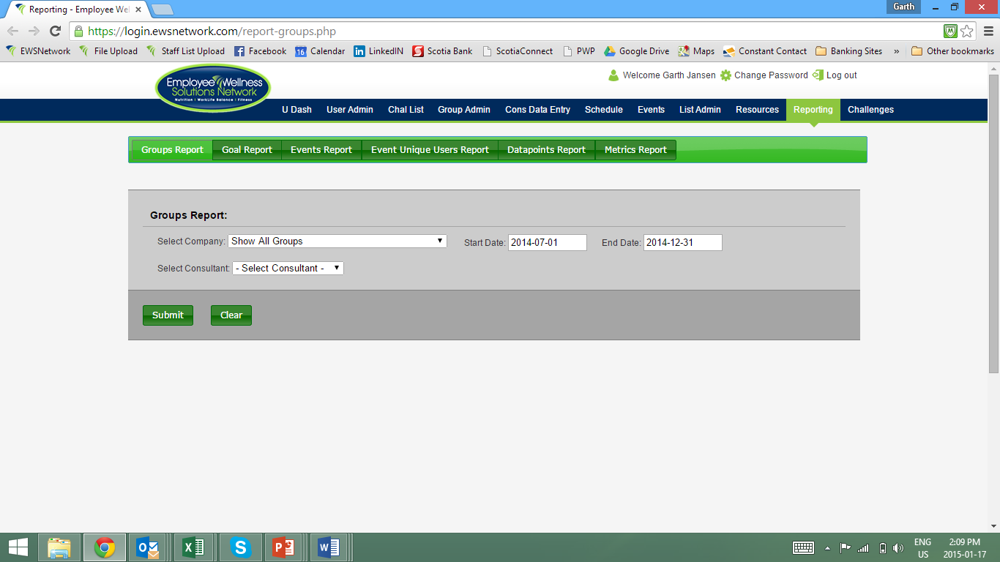 Reporting - Employee Wel
Garth
https://login.ewsnetwork.com/report-groups.php
EWSNetwork File Upload Staff List Upload Facebook 16 Calendar LinkedIN Scotia Bank ScotiaConnect PWP Google Drive Maps Constant Contact Banking Sites » Other bookmarks
Employee Wellness
Solutions Network
Nutrition | WorkLife Balance | Fitness
Welcome Garth Jansen Change Password Log out
U Dash User Admin Chal List Group Admin Cons Data Entry Schedule Events List Admin Resources Reporting Challenges
Groups Report Goal Report Events Report Event Unique Users Report Datapoints Report Metrics Report
Groups Report:
Select Company: Show All Groups Start Date: 2014-07-01 End Date: 2014-12-31
Select Consultant: - Select Consultant -
Submit Clear
ENG 2:09 PM
US 2015-01-17